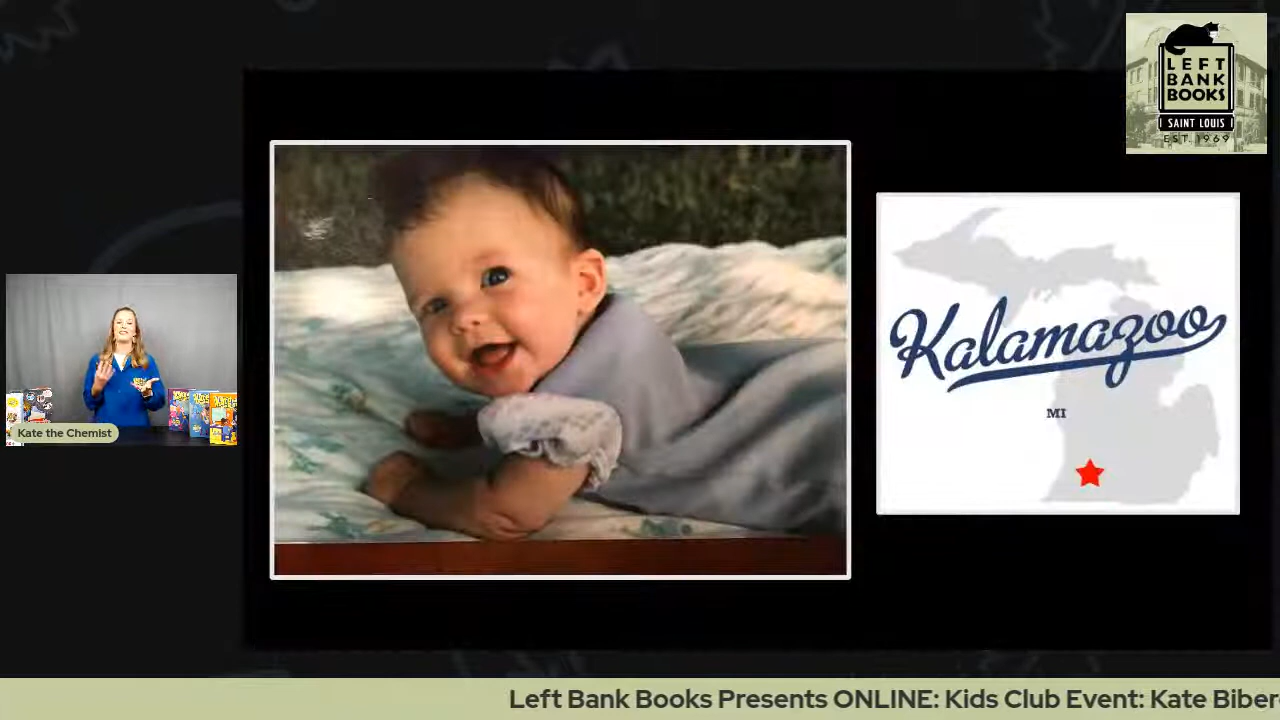 LEFT
BANK
BOOKS
SAINT LOUIS
EST. 1969
Kalamazoo
MI
Kate the Chemist
Left Bank Books Presents ONLINE: Kids Club Event: Kate Biber